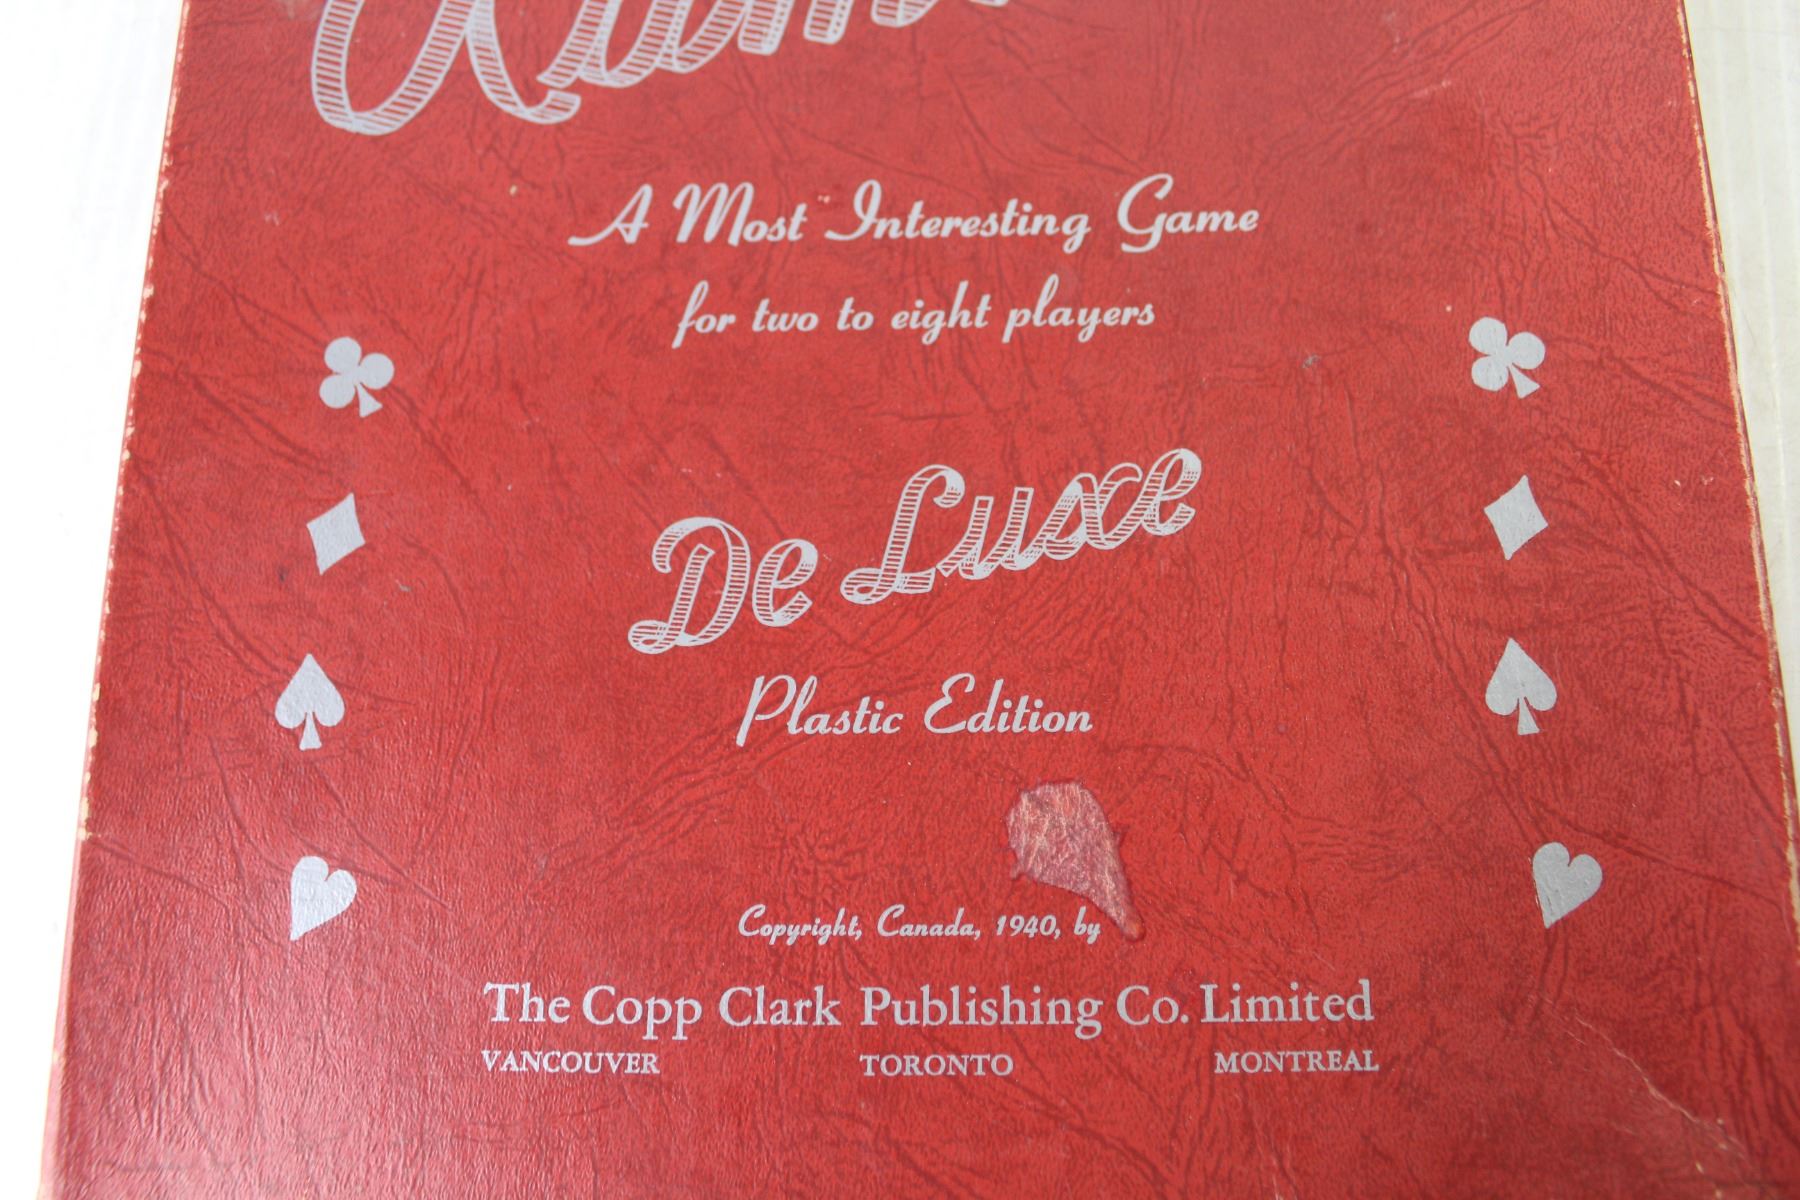 A Most Interesting Game
for two to eight players
De Luxe
Plastic Edition
Copyright, Canada, 1940, by
The Copp Clark Publishing Co. Limited
VANCOUVER TORONTO MONTREAL